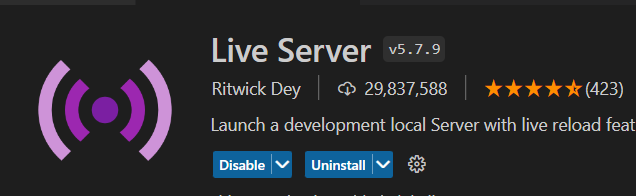 Live Server v5.7.9
Ritwick Dey 29,837,588 (423)
Launch a development local Server with live reload feat
Disable Uninstall